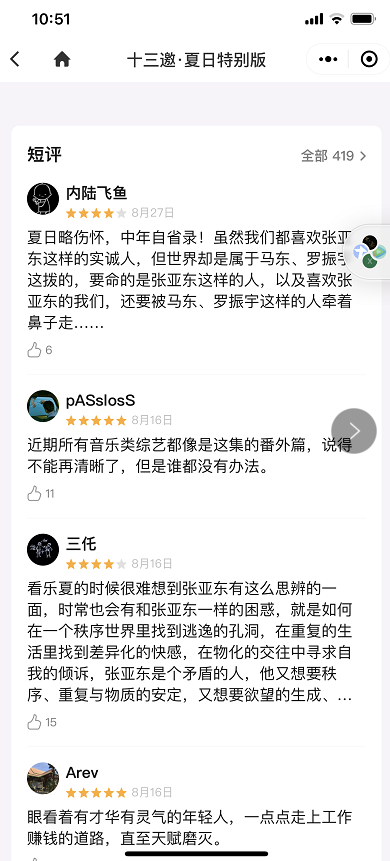 10:51
十三邀·夏日特别版
短评
全部 419
内陆飞鱼
8月27日
夏日略伤怀，中年自省录！虽然我们都喜欢张亚
东这样的实诚人，但世界却是属于马东、罗振宇
这拨的，要命的是张亚东这样的人，以及喜欢张
亚东的我们，还要被马东、罗振宇这样的人牵着
鼻子走……
6
pASslosS
8月16日
近期所有音乐类综艺都像是这集的番外篇，说得
不能再清晰了，但是谁都没有办法。
11
三仛
8月16日
看乐夏的时候很难想到张亚东有这么思辨的一
面，时常也会有和张亚东一样的困惑，就是如何
在一个秩序世界里找到逃逸的孔洞，在重复的生
活里找到差异化的快感，在物化的交往中寻求自
我的倾诉，张亚东是个矛盾的人，他又想要秩
序、重复与物质的安定，又想要欲望的生成、...
15
Arev
8月16日
眼看着有才华有灵气的年轻人，一点点走上工作
赚钱的道路，直至天赋磨灭。